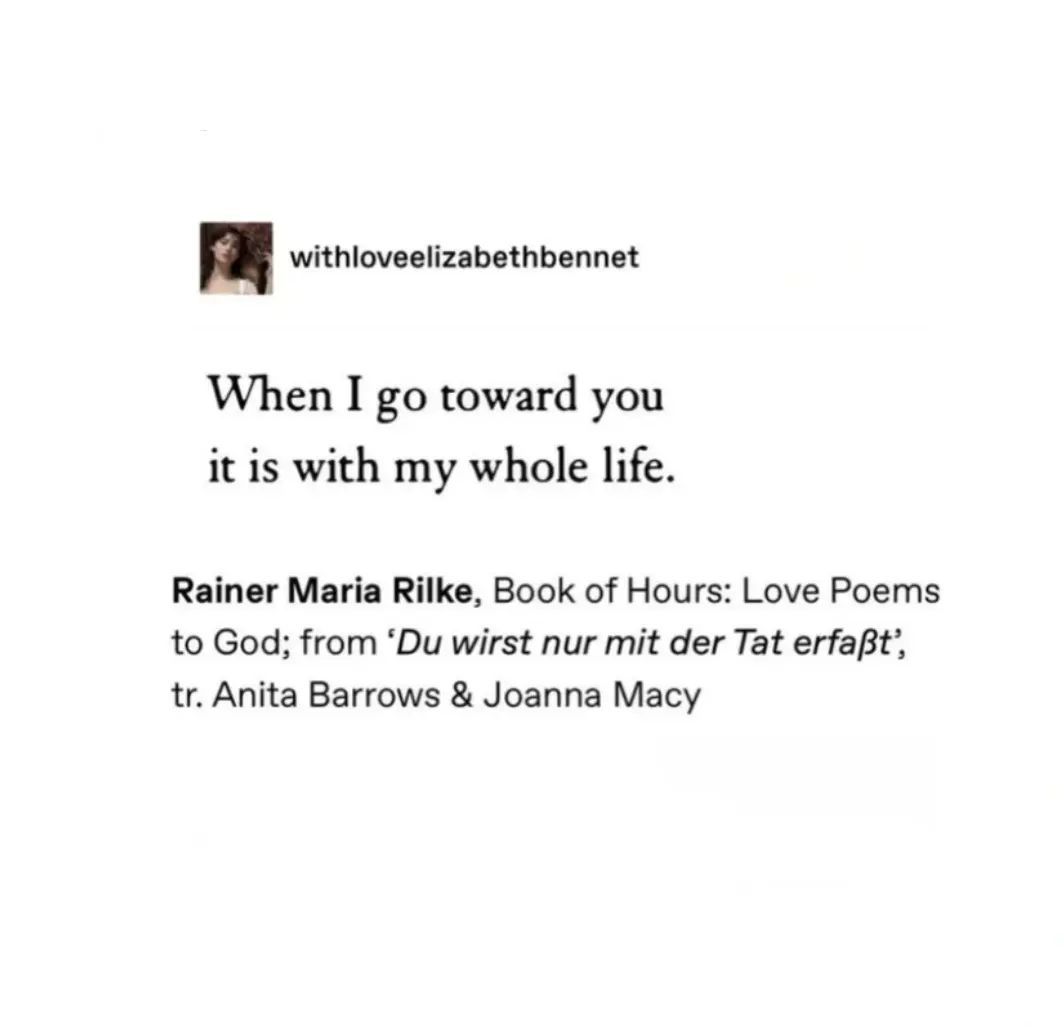 withloveelizabethbennet
When I go toward you
it is with my whole life.
Rainer Maria Rilke, Book of Hours: Love Poems
to God; from ‘Du wirst nur mit der Tat erfaßt’,
tr. Anita Barrows & Joanna Macy